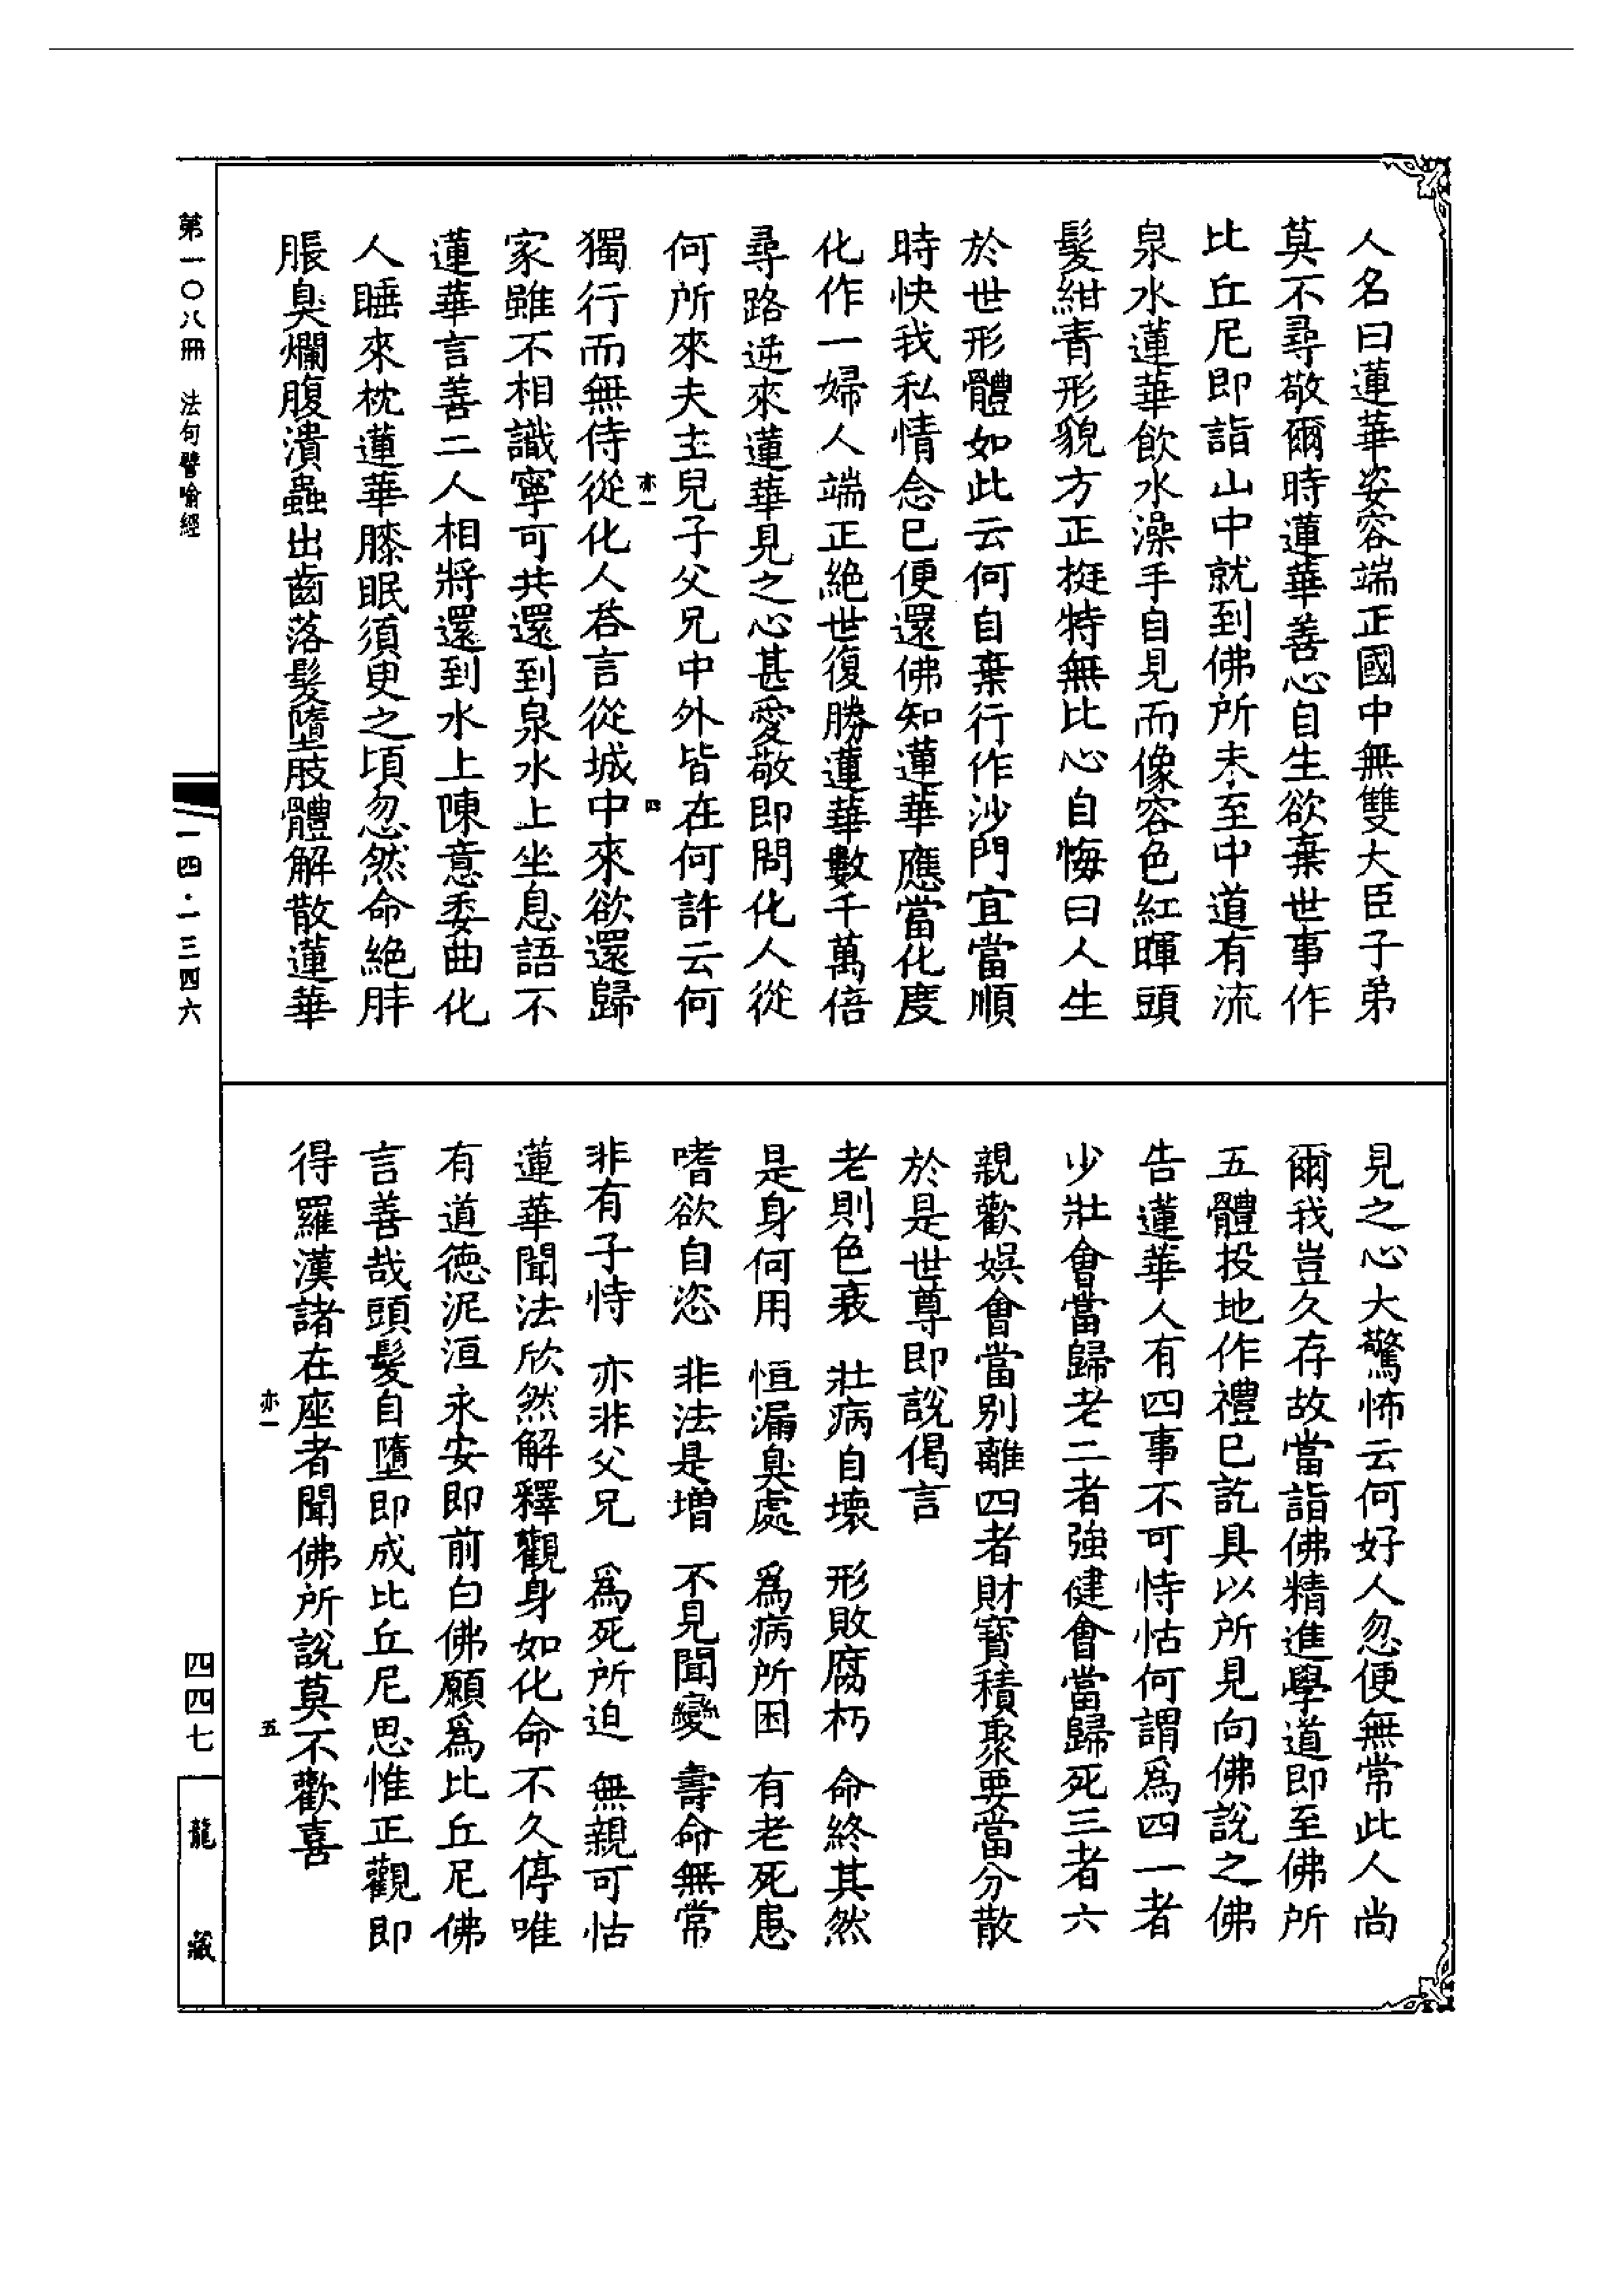 人名曰蓮華姿容端正國中無雙大臣子弟
莫不尋敬爾時蓮華善心自生欲棄世事作
比丘尼即詣山中就到佛所未至中道有流
泉水蓮華飲水澡手自見而像容色紅暉頭
髮紺青形貌方正挺特無比心自悔曰人生
於世形體如此云何自棄行作沙門宜當順
時快我私情念已便還佛知蓮華應當化度
化作一婦人端正絕世復勝蓮華數千萬倍
尋路逆來蓮華見之心甚愛敬即問化人從
何所來夫主兒子父兄中外皆在何許云何
亦一
四
獨行而無侍從化人荅言從城中來欲還歸
家雖不相識寧可共還到泉水上坐息語不
蓮華言善二人相將還到水上陳意委曲化
人睡來枕蓮華膝眠須臾之頃忽然命絕胮
脹臭爛腹潰蟲出齒落髮墮肢體解散蓮華
見之心大驚怖云何好人忽便無常此人尚
爾我豈久存故當詣佛精進學道即至佛所
五體投地作禮已訖具以所見向佛說之佛
告蓮華人有四事不可恃怙何謂爲四一者
少壯會當歸老二者強健會當歸死三者六
親歡娛會當別離四者財寶積聚要當分散
於是世尊即說偈言
老則色衰　壯病自壞　形敗腐朽　命終其然
是身何用　恒漏臭處　爲病所困　有老死患
嗜欲自恣　非法是增　不見聞變　壽命無常
非有子恃　亦非父兄　爲死所迫　無親可怙
蓮華聞法欣然解釋觀身如化命不久停唯
有道德泥洹永安即前白佛願爲比丘尼佛
言善哉頭髮自墮即成比丘尼思惟正觀即
得羅漢諸在座者聞佛所說莫不歡喜
亦一
五
第一〇八冊　法句譬喻經
一四·一三四六
四四七
龍藏